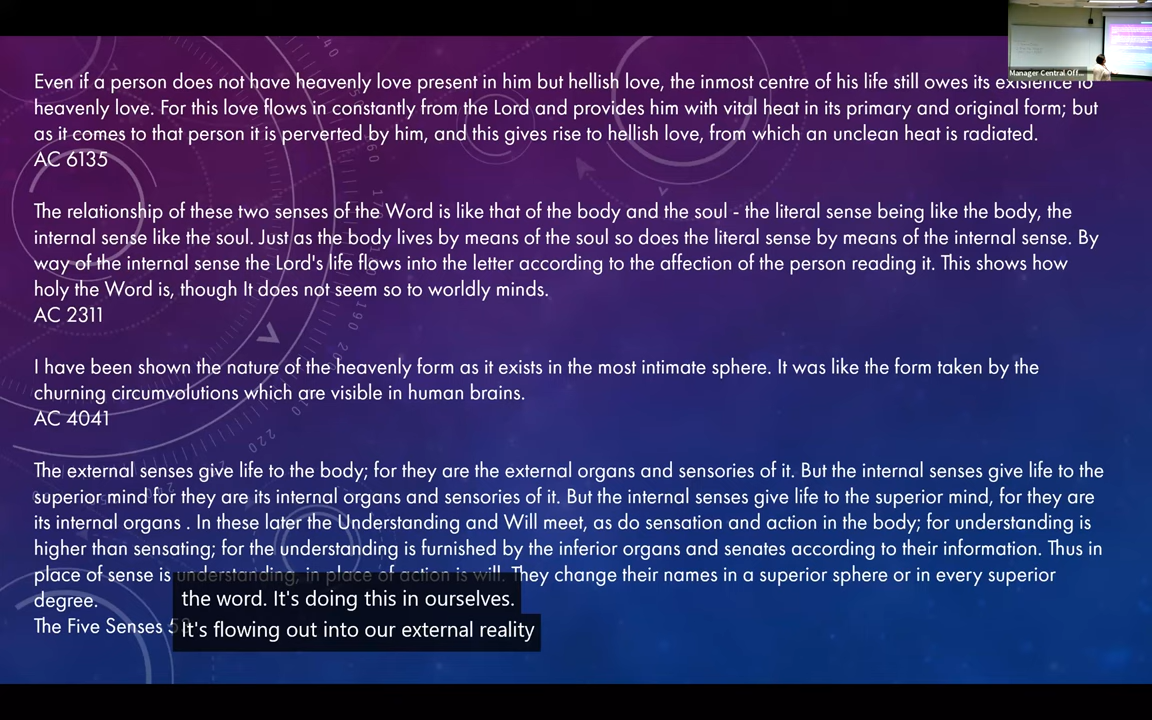 Manager Central Off...
Even if a person does not have heavenly love present in him but hellish love, the inmost centre of his life still owes its existence to
heavenly love. For this love flows in constantly from the Lord and provides him with vital heat in its primary and original form; but
as it comes to that person it is perverted by him, and this gives rise to hellish love, from which an unclean heat is radiated.
AC 6135
The relationship of these two senses of the Word is like that of the body and the soul - the literal sense being like the body, the
internal sense like the soul. Just as the body lives by means of the soul so does the literal sense by means of the internal sense. By
way of the internal sense the Lord's life flows into the letter according to the affection of the person reading it. This shows how
holy the Word is, though It does not seem so to worldly minds.
AC 2311
I have been shown the nature of the heavenly form as it exists in the most intimate sphere. It was like the form taken by the
churning circumvolutions which are visible in human brains.
AC 4041
The external senses give life to the body; for they are the external organs and sensories of it. But the internal senses give life to the
superior mind for they are its internal organs and sensories of it. But the internal senses give life to the superior mind, for they are
its internal organs . In these later the Understanding and Will meet, as do sensation and action in the body; for understanding is
higher than sensating; for the understanding is furnished by the inferior organs and senates according to their information. Thus in
place of sense is understanding, in place of action is will. They change their names in a superior sphere or in every superior
degree.
The Five Senses
the word. It's doing this in ourselves.
It's flowing out into our external reality